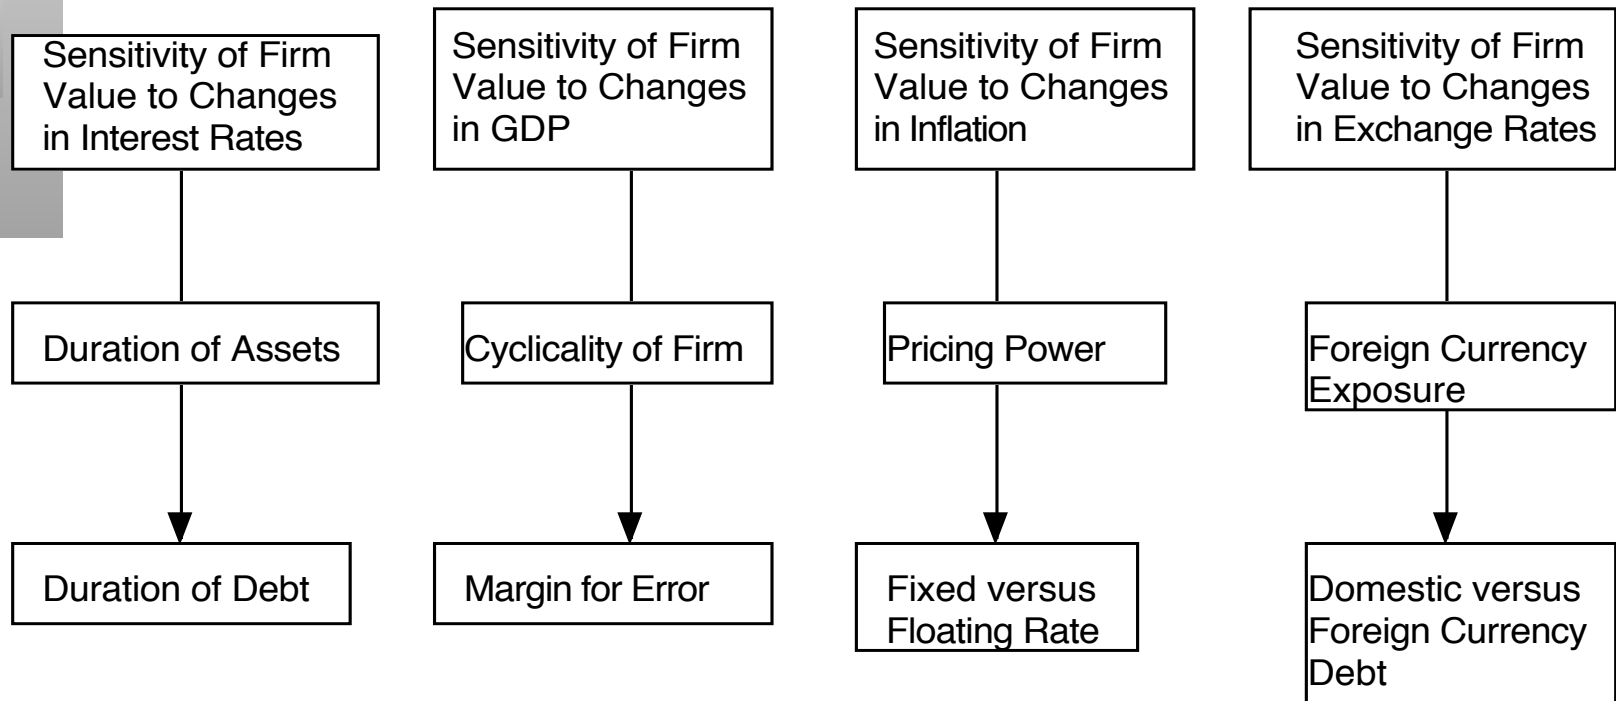 Sensitivity of Firm
Value to Changes
in Interest Rates
Sensitivity of Firm
Value to Changes
in GDP
Sensitivity of Firm
Value to Changes
in Inflation
Sensitivity of Firm
Value to Changes
in Exchange Rates
Duration of Assets
Cyclicality of Firm
Pricing Power
Foreign Currency
Exposure
Duration of Debt
Margin for Error
Fixed versus
Floating Rate
Domestic versus
Foreign Currency
Debt